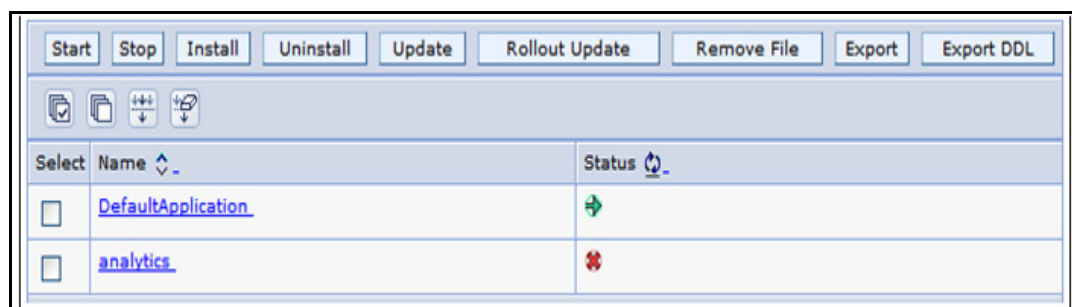 Start Stop Install Uninstall Update Rollout Update Remove File Export Export DDL
Select Name Status
DefaultApplication
analytics